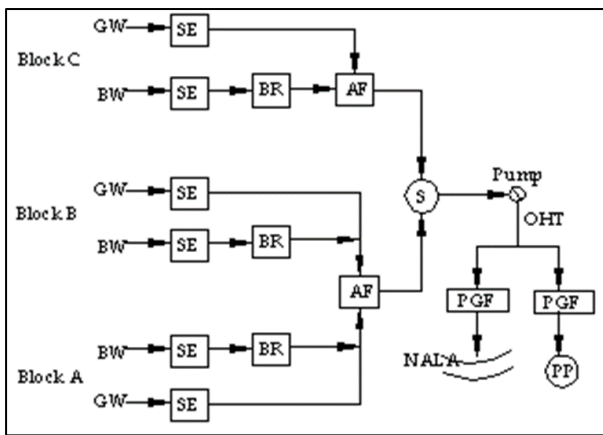 GW SE
Block C
BW SE BR AF
Pump
GW SE S
OHT
Block B
BW SE BR
AF PGF PGF
BW SE BR NALA PP
Block A
GW SE